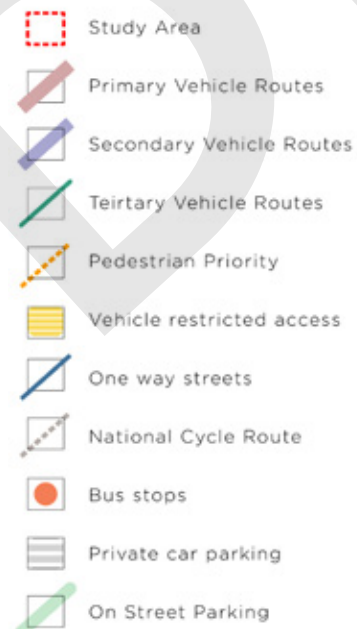 Study Area
Primary Vehicle Routes
Secondary Vehicle Routes
Teirtary Vehicle Routes
Pedestrian Priority
Vehicle restricted access
One way streets
National Cycle Route
Bus stops
Private car parking
On Street Parking